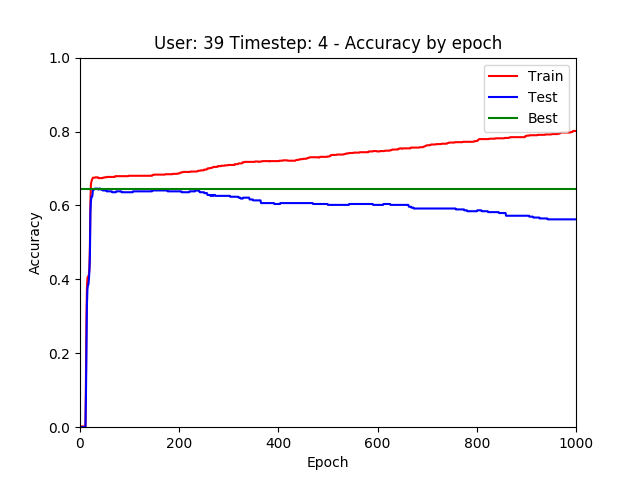 User: 39 Timestep: 4 - Accuracy by epoch
Train
Test
Best
Accuracy
1.0
0.8
0.6
0.4
0.2
0.0
0 200 400 600 800 1000
Epoch